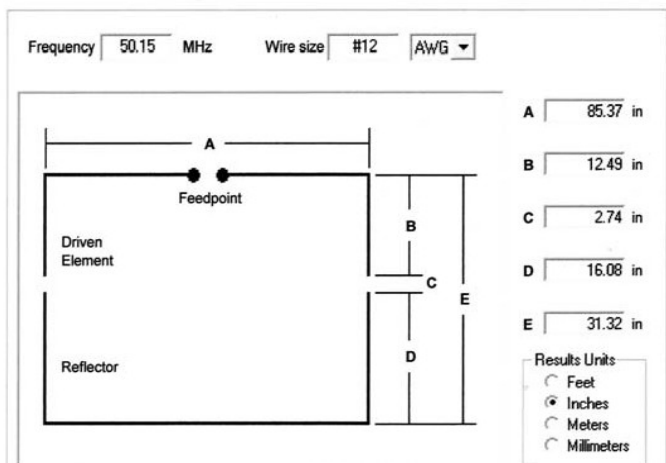 Frequency 50.15 MHz Wire size #12 AWG
A
Feedpoint
Driven
Element
B
C
E
D
Reflector
A 85.37 in
B 12.49 in
C 2.74 in
D 16.08 in
E 31.32 in
Results Units
Feet
Inches
Meters
Millimeters